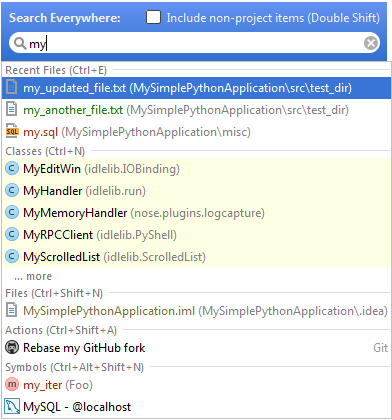 Search Everywhere: Include non-project items (Double Shift)
my
Recent Files (Ctrl+E)
my_updated_file.txt (MySimplePythonApplication\src\test_dir)
my_another_file.txt (MySimplePythonApplication\src\test_dir)
SQL my.sql (MySimplePythonApplication\misc)
Classes (Ctrl+N)
C MyEditWin (idlelib.IOBinding)
C MyHandler (idlelib.run)
C MyMemoryHandler (nose.plugins.logcapture)
C MyRPCClient (idlelib.PyShell)
C MyScrolledList (idlelib.ScrolledList)
... more
Files (Ctrl+Shift+N)
MySimplePythonApplication.iml (MySimplePythonApplication\.idea)
Actions (Ctrl+Shift+A)
Rebase my GitHub fork Git
Symbols (Ctrl+Alt+Shift+N)
m my_iter (Foo)
MySQL - @localhost